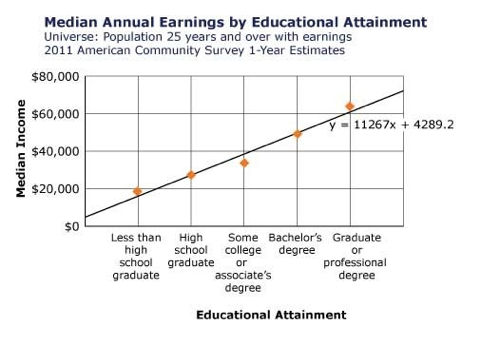 Median Annual Earnings by Educational Attainment
Universe: Population 25 years and over with earnings
2011 American Community Survey 1-Year Estimates
$80,000
$60,000
$40,000
$20,000
$0
Median Income
y = 11267x + 4289.2
Less than
high
school
graduate
High
school
graduate
Some
college
or
associate's
degree
Bachelor's
degree
Graduate
or
professional
degree
Educational Attainment